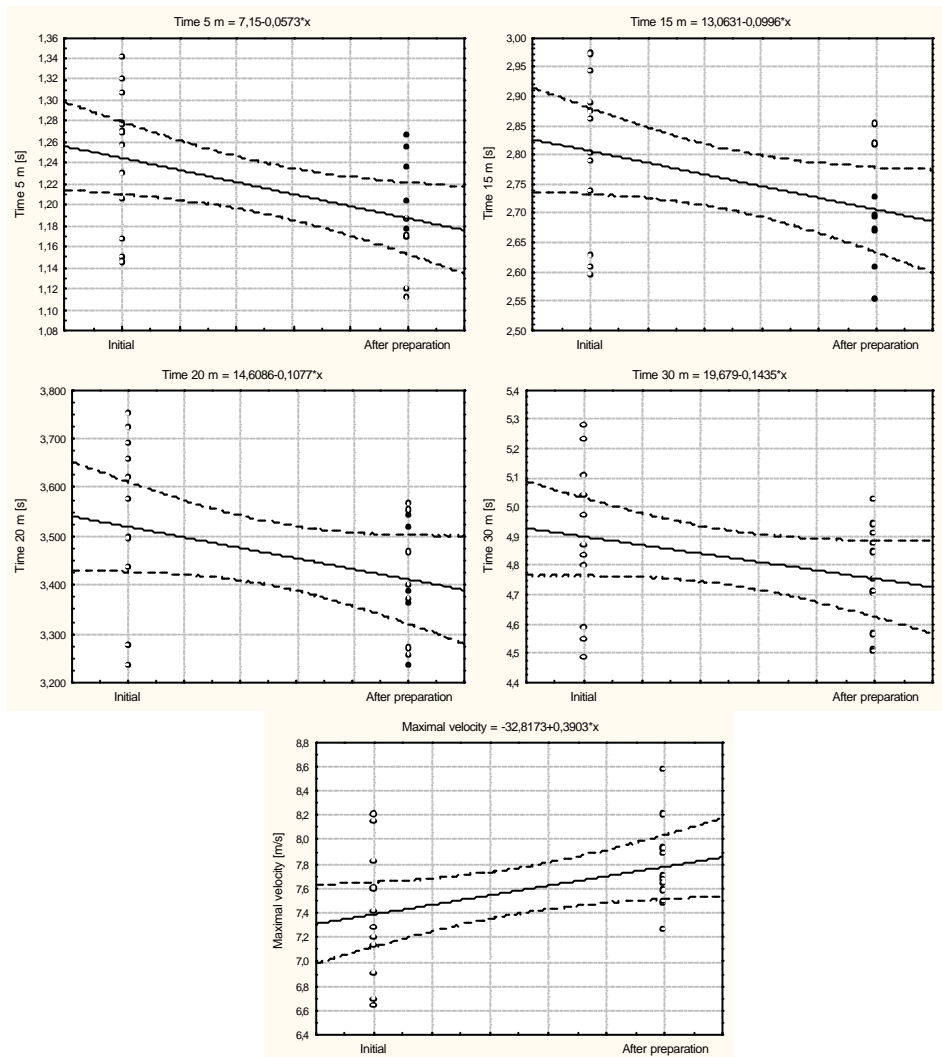 Time 5 m = 7,15-0,0573*x
1,36
1,34
1,32
1,30
1,28
1,26
1,24
1,22
1,20
1,18
1,16
1,14
1,12
1,10
1,08
Time 5 m [s]
Initial
After preparation
Time 15 m = 13,0631-0,0996*x
3,00
2,95
2,90
2,85
2,80
2,75
2,70
2,65
2,60
2,55
2,50
Time 15 m [s]
Initial
After preparation
Time 20 m = 14,6086-0,1077*x
3,800
3,700
3,600
3,500
3,400
3,300
3,200
Time 20 m [s]
Initial
After preparation
Time 30 m = 19,679-0,1435*x
5,4
5,3
5,2
5,1
5,0
4,9
4,8
4,7
4,6
4,5
4,4
Time 30 m [s]
Initial
After preparation
Maximal velocity = -32,8173+0,3903*x
8,8
8,6
8,4
8,2
8,0
7,8
7,6
7,4
7,2
7,0
6,8
6,6
6,4
Maximal velocity [m/s]
Initial
After preparation